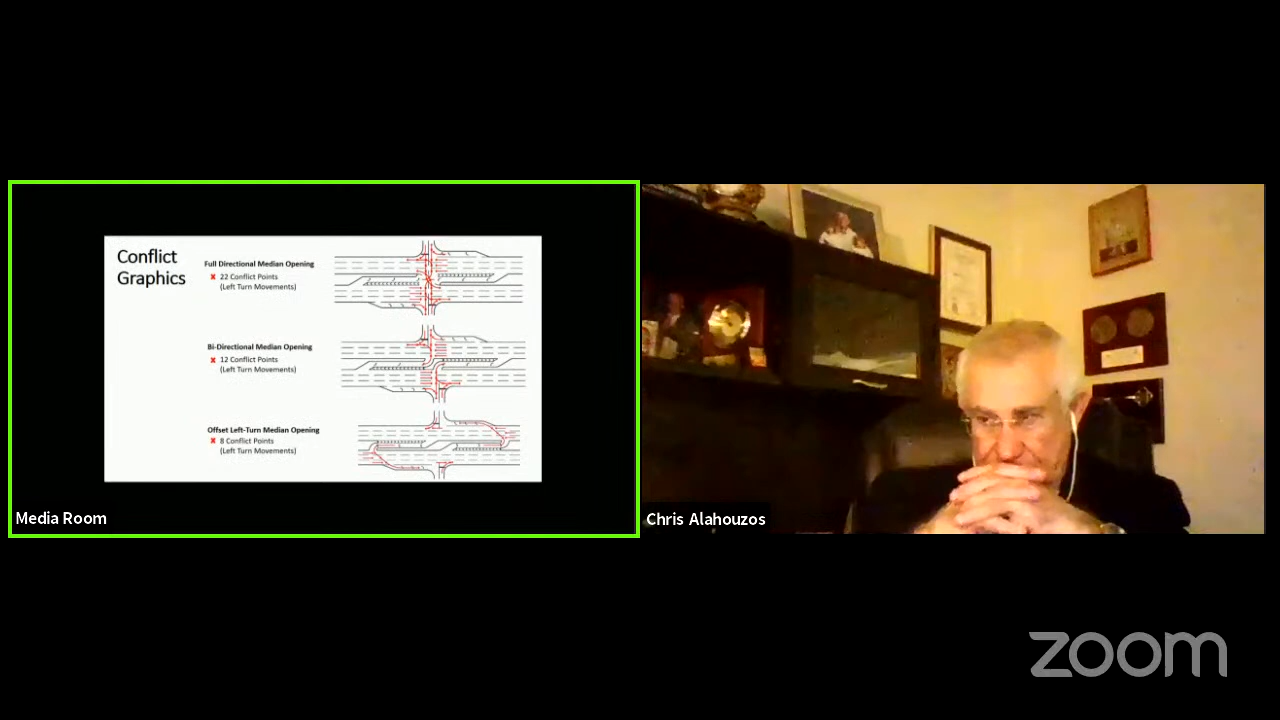 Conflict
Graphics
Full Directional Median Opening
✖ 22 Conflict Points
(Left Turn Movements)
Bi-Directional Median Opening
✖ 12 Conflict Points
(Left Turn Movements)
Offset Left-Turn Median Opening
✖ 8 Conflict Points
(Left Turn Movements)
Media Room
Chris Alahouzos
zoom